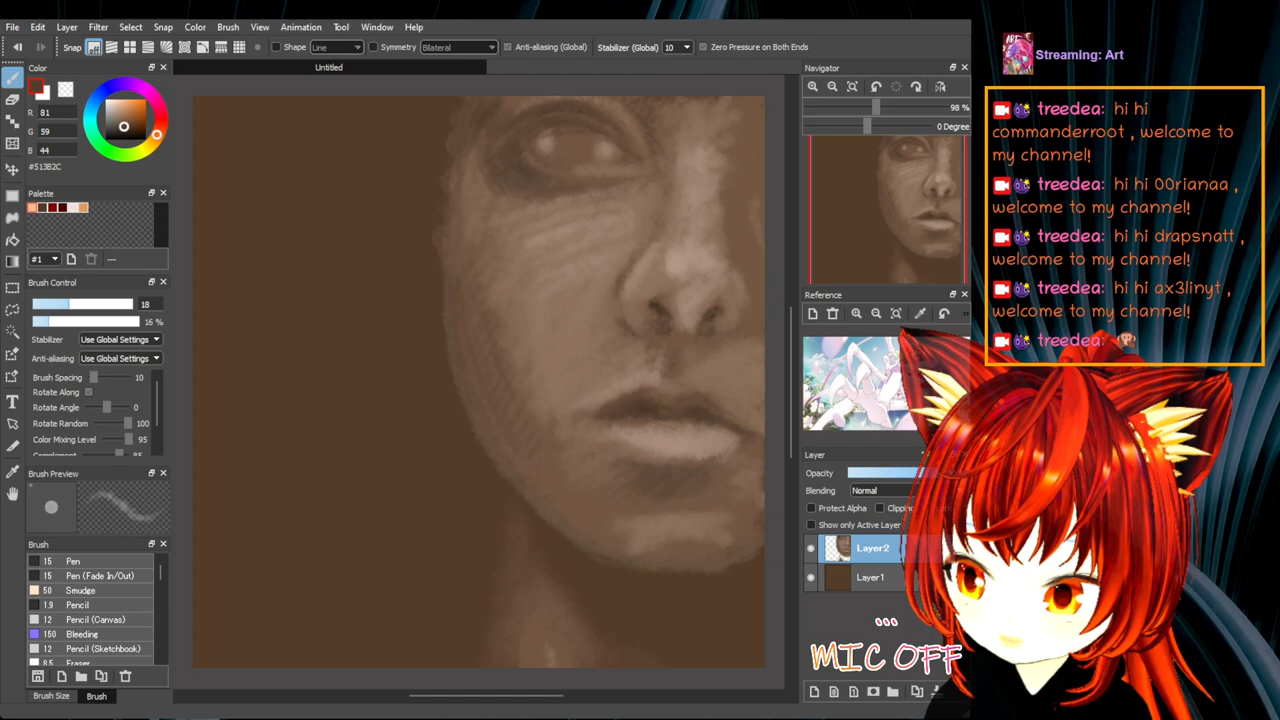 File Edit Layer Filter Select Snap Color Brush View Animation Tool Window Help
Snap off Shape Line Symmetry Bilateral Anti-aliasing (Global) Stabilizer (Global) 10 Zero Pressure on Both Ends
Color
R 81
G 59
B 44
#513B2C
Palette
#1 ---
Brush Control
18
16 %
Stabilizer Use Global Settings
Anti-aliasing Use Global Settings
Brush Spacing 10
Rotate Along
Rotate Angle 0
Rotate Random 100
Color Mixing Level 95
Complement 85
Brush Preview
Brush
15 Pen
15 Pen (Fade In/Out)
50 Smudge
1.9 Pencil
12 Pencil (Canvas)
150 Bleeding
12 Pencil (Sketchbook)
8.5 Eraser
Brush Size Brush
Untitled
Navigator
98 %
0 Degree
Reference
Layer
Opacity
Blending Normal
Protect Alpha
Show only Active Layer
Layer2
Layer1
...
MIC OFF
ART
Streaming: Art
treedea: hi hi
commanderroot , welcome to
my channel!
treedea: hi hi 00rianaa ,
welcome to my channel!
treedea: hi hi drapsnatt ,
welcome to my channel!
treedea: hi hi ax3linyt ,
welcome to my channel!
treedea: